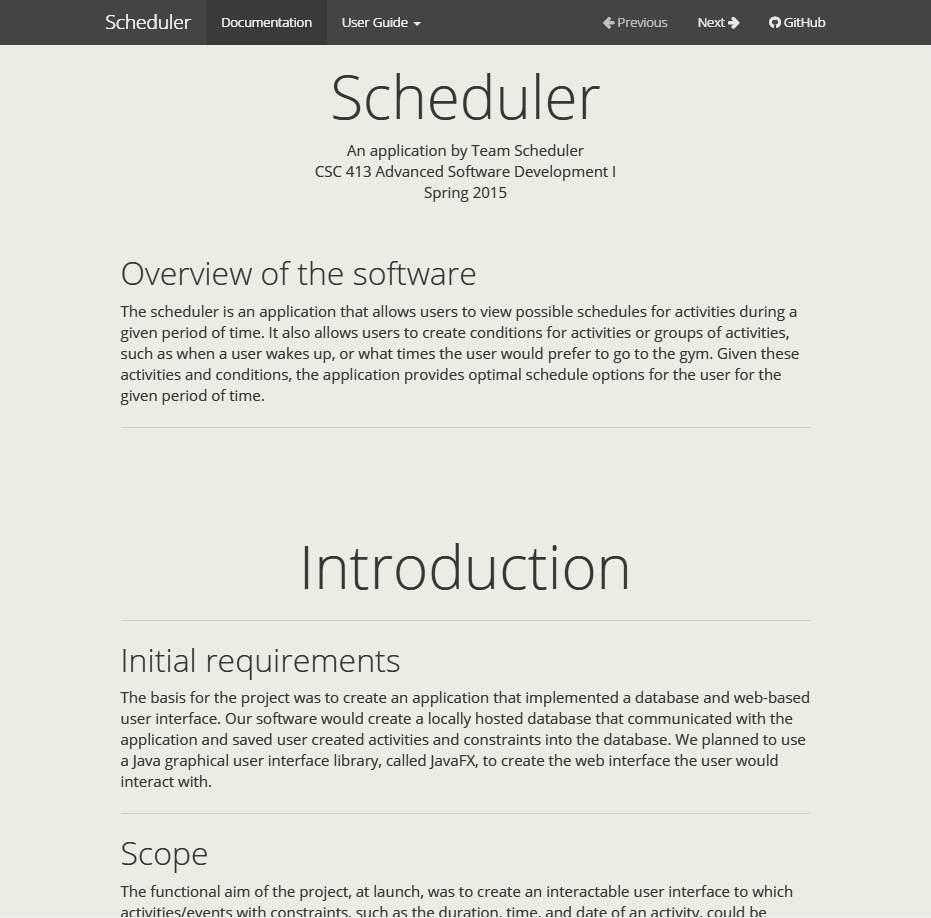 Scheduler Documentation User Guide Previous Next GitHub
Scheduler
An application by Team Scheduler
CSC 413 Advanced Software Development I
Spring 2015
Overview of the software
The scheduler is an application that allows users to view possible schedules for activities during a
given period of time. It also allows users to create conditions for activities or groups of activities,
such as when a user wakes up, or what times the user would prefer to go to the gym. Given these
activities and conditions, the application provides optimal schedule options for the user for the
given period of time.
Introduction
Initial requirements
The basis for the project was to create an application that implemented a database and web-based
user interface. Our software would create a locally hosted database that communicated with the
application and saved user created activities and constraints into the database. We planned to use
a Java graphical user interface library, called JavaFX, to create the web interface the user would
interact with.
Scope
The functional aim of the project, at launch, was to create an interactable user interface to which
activities/events with constraints, such as the duration, time, and date of an activity, could be